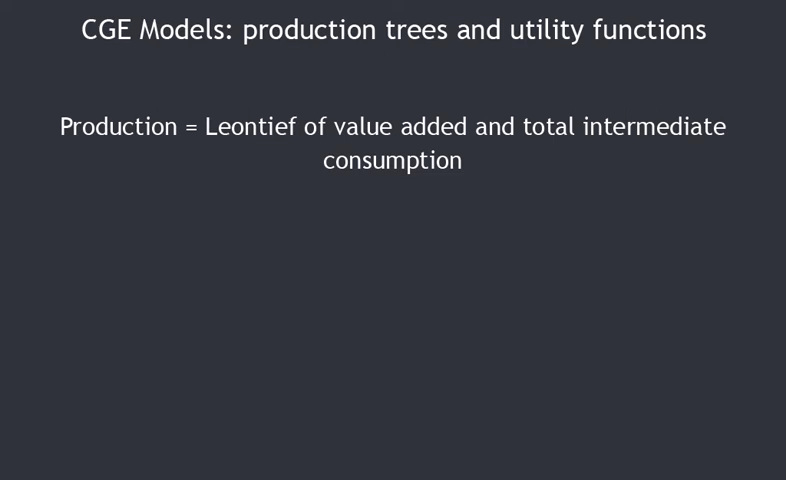 CGE Models: production trees and utility functions
Production = Leontief of value added and total intermediate
consumption